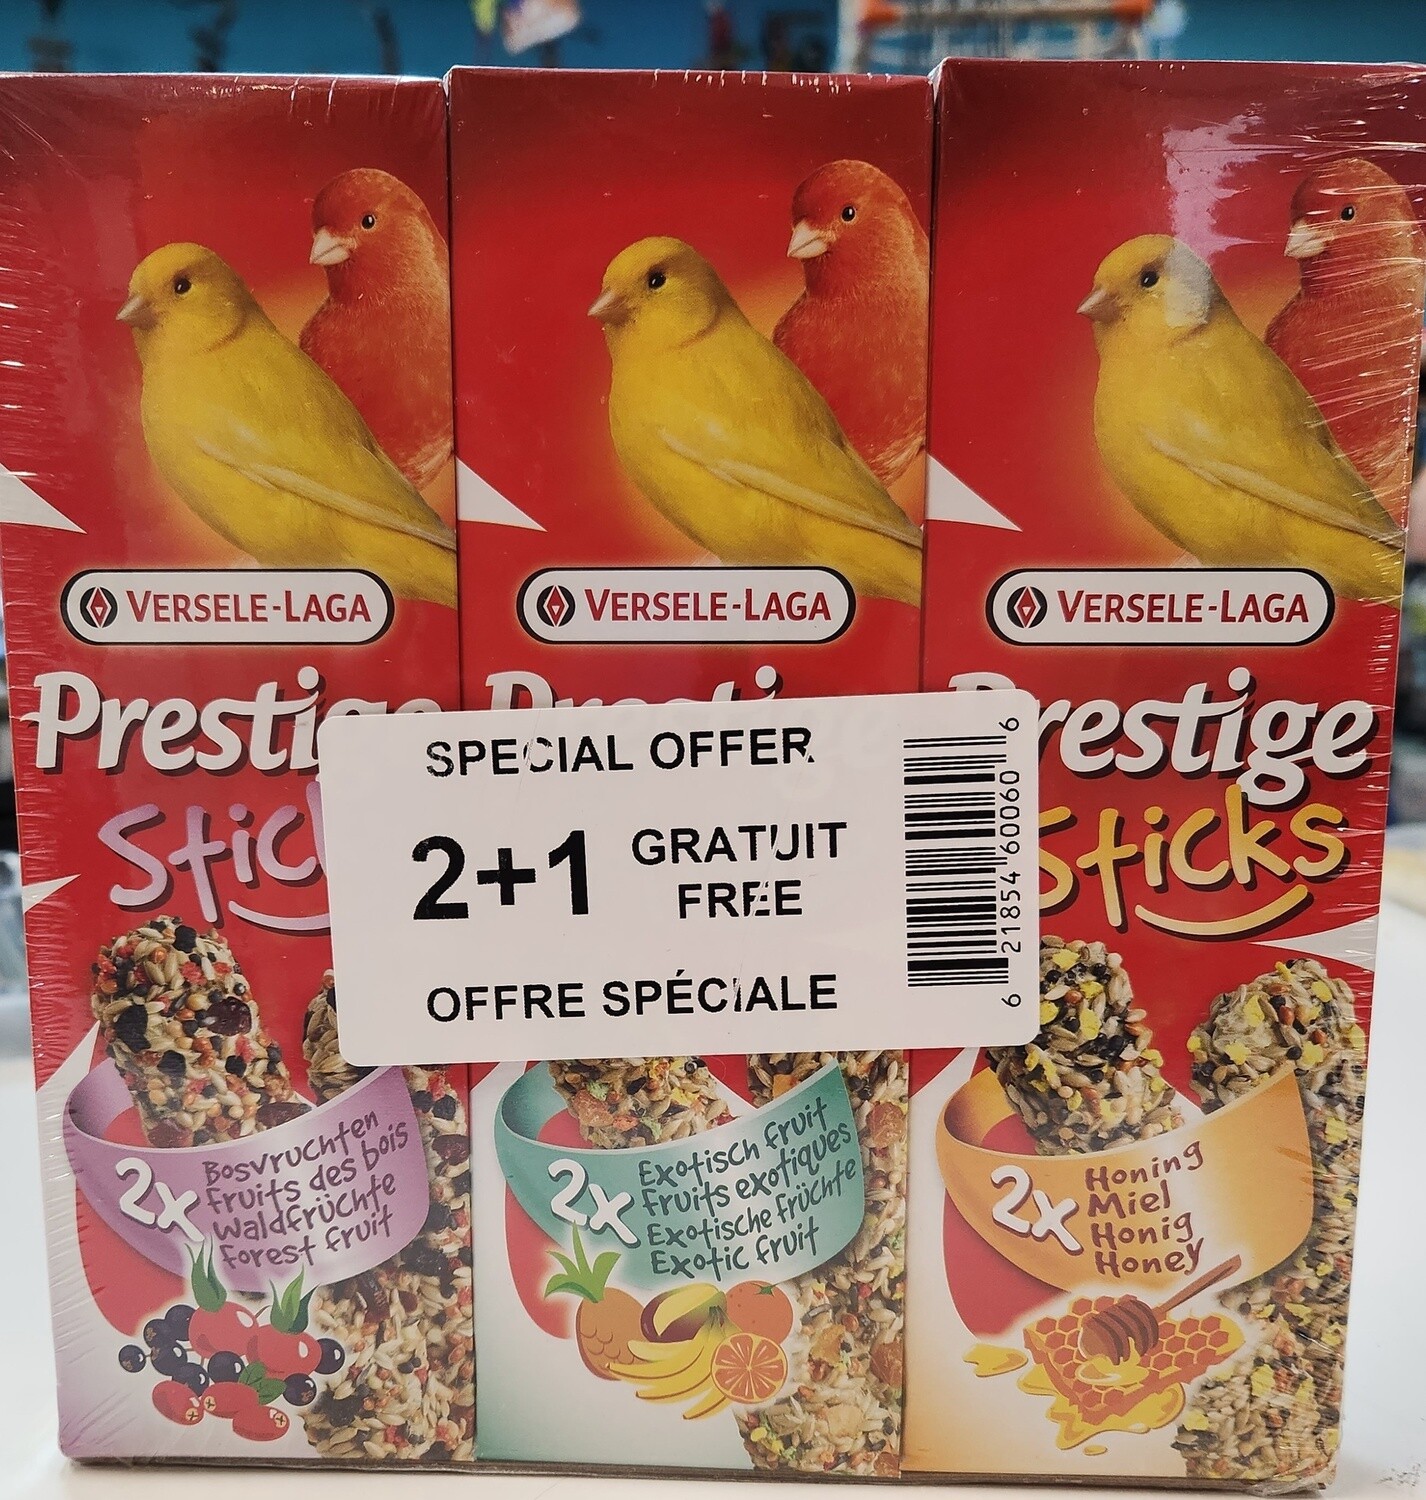 VERSELE-LAGA
VERSELE-LAGA
VERSELE-LAGA
Prestige
Prestige
Prestige
Sticks
SPECIAL OFFER
2+1 GRATUIT
FREE
OFFRE SPÉCIALE
6 21854 60060 6
2x
Bosvruchten
fruits des bois
Waldfrüchte
forest fruit
2x
Exotisch fruit
fruits exotiques
Exotische früchte
Exotic fruit
2x
Honing
Miel
Honig
Honey